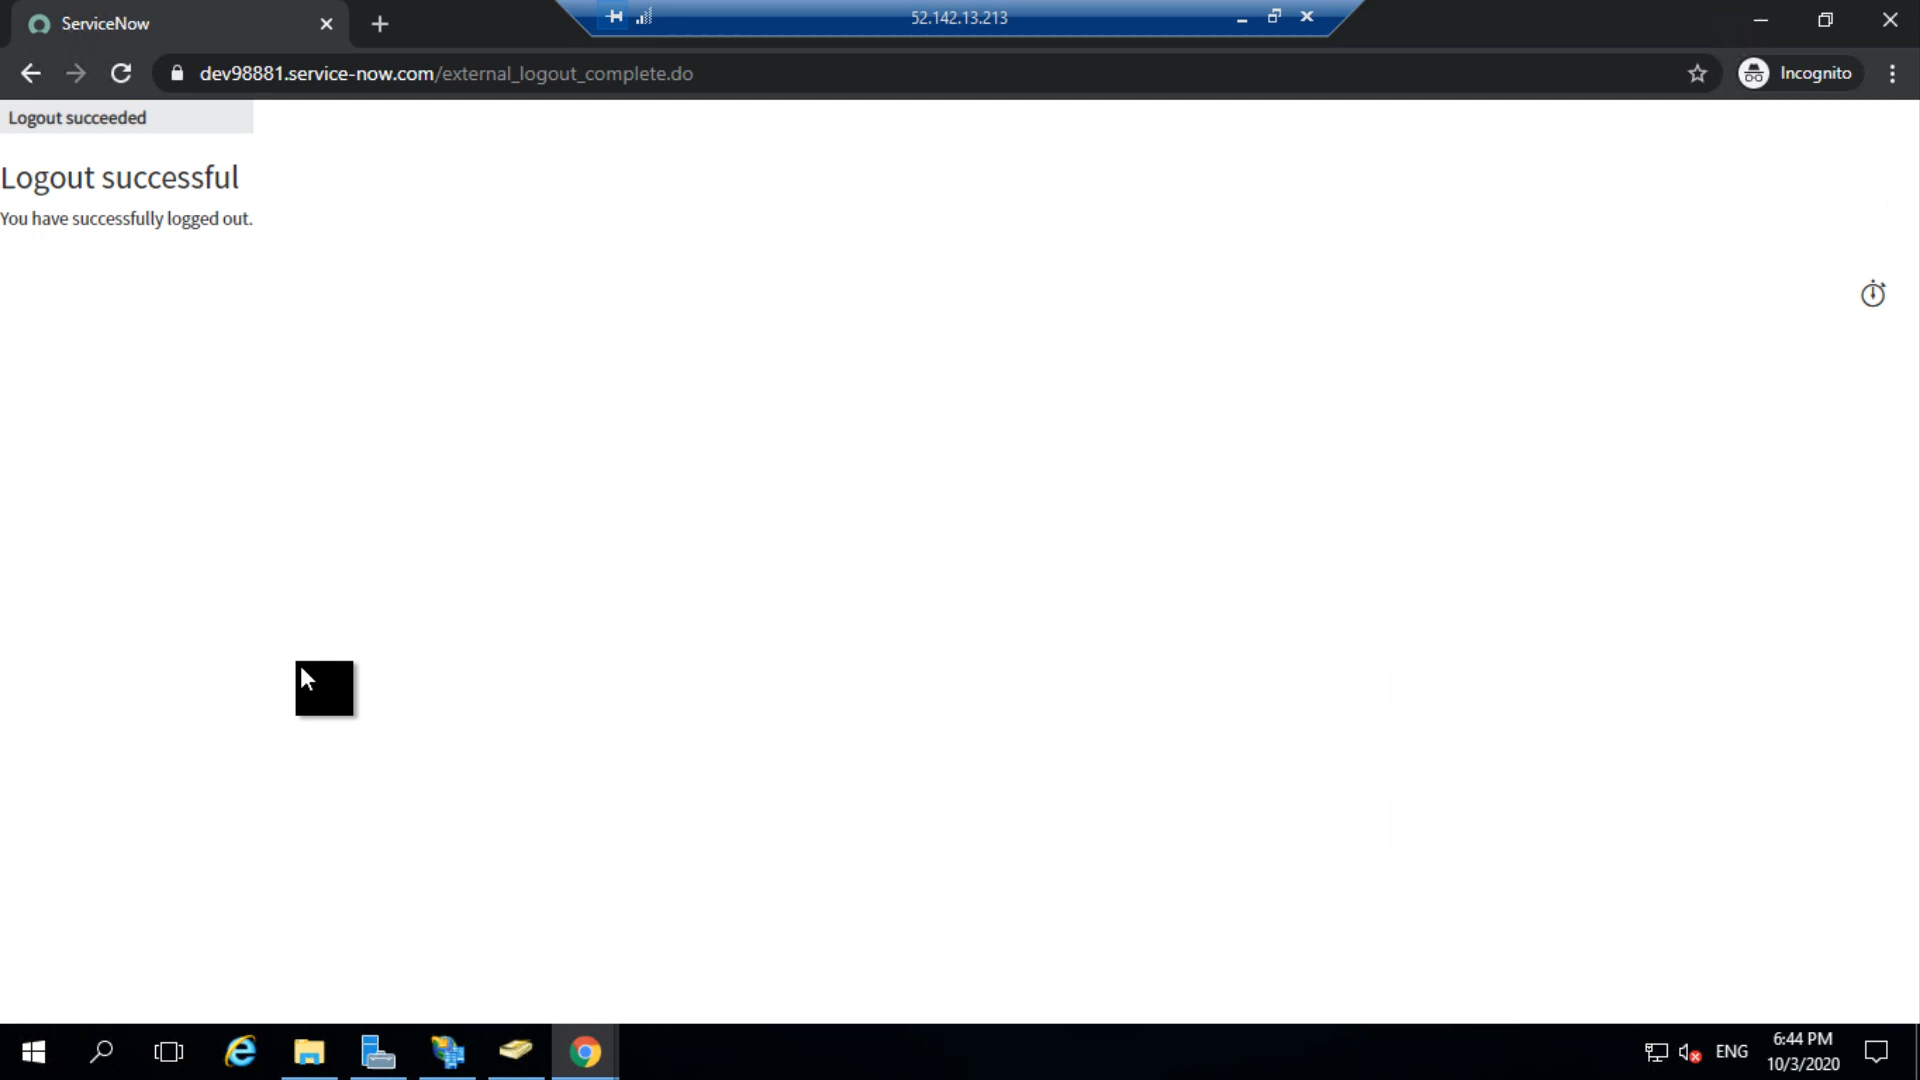 ServiceNow
52.142.13.213
dev98881.service-now.com/external_logout_complete.do
Incognito
Logout succeeded
Logout successful
You have successfully logged out.
ENG
6:44 PM
10/3/2020